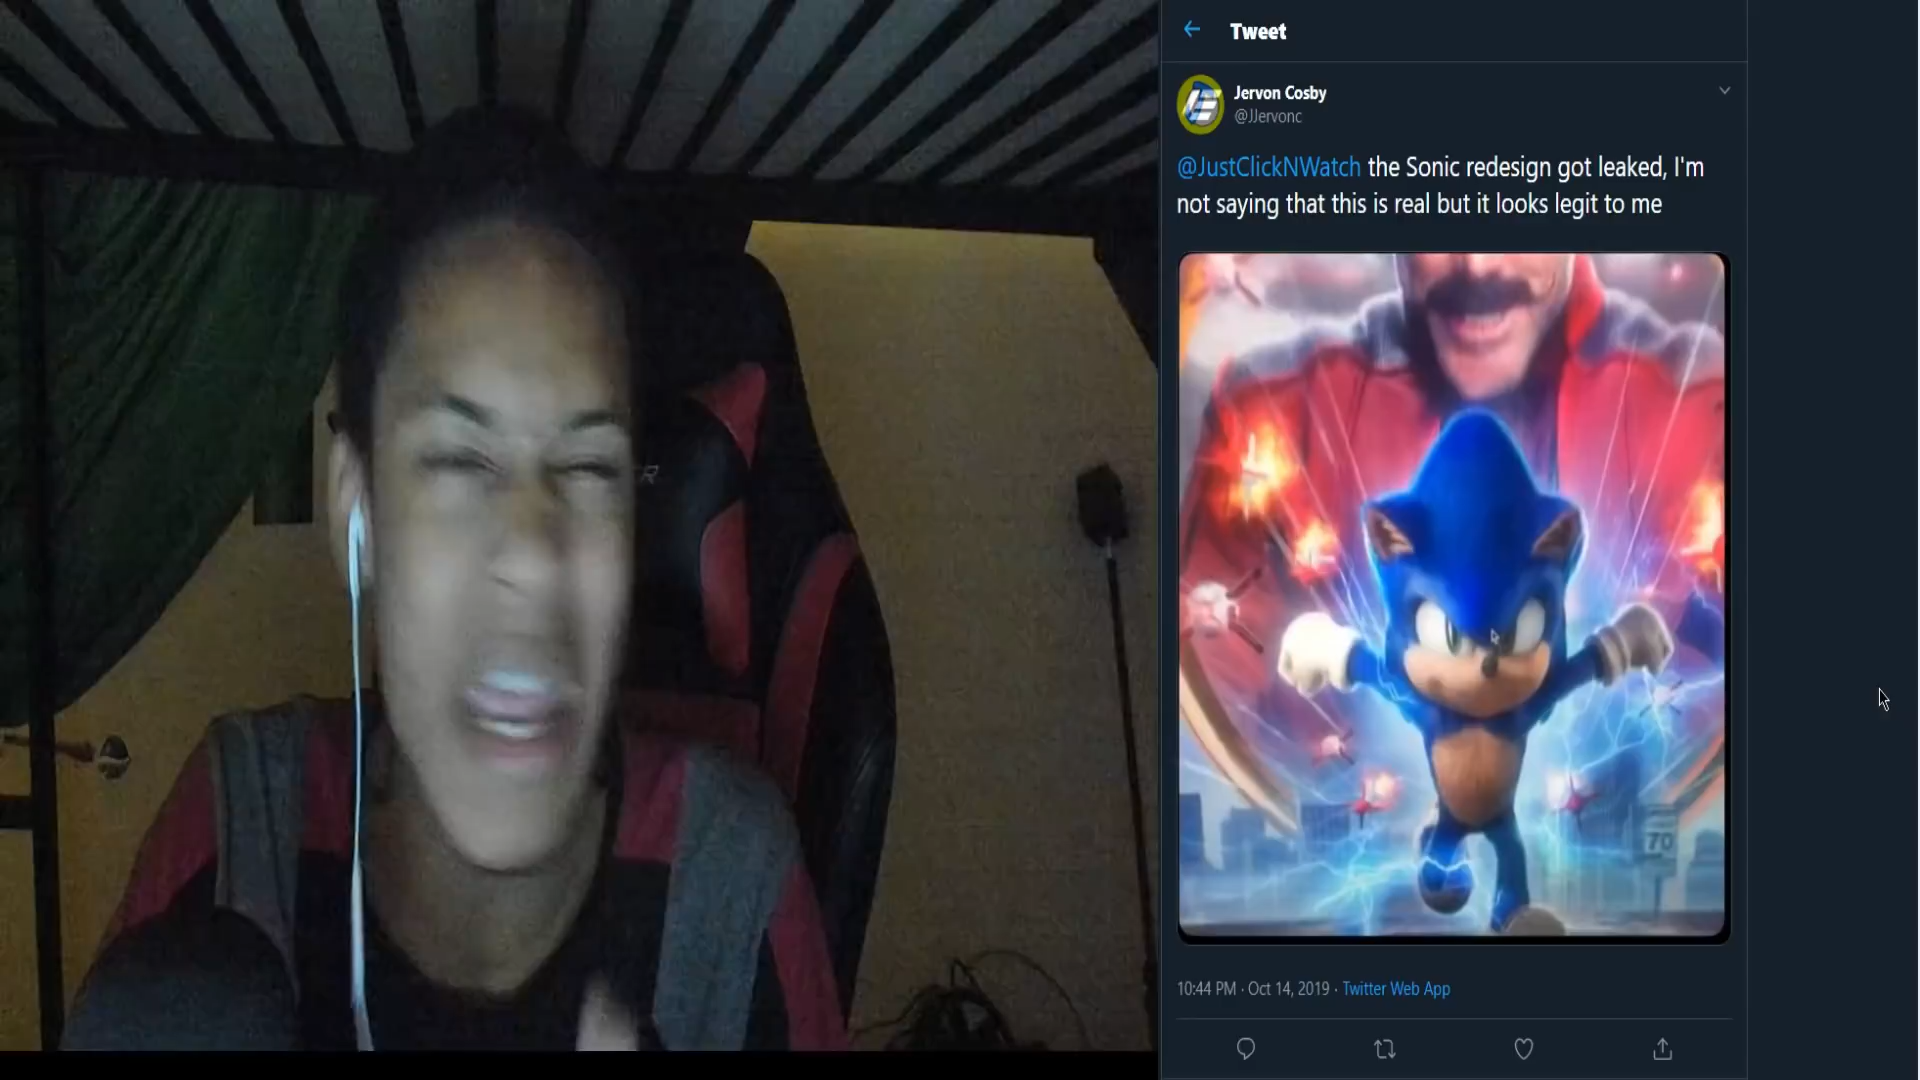 Tweet
Jervon Cosby
@JJervonc
@JustClickNWatch the Sonic redesign got leaked, I'm
not saying that this is real but it looks legit to me
R
70
10:44 PM · Oct 14, 2019 · Twitter Web App